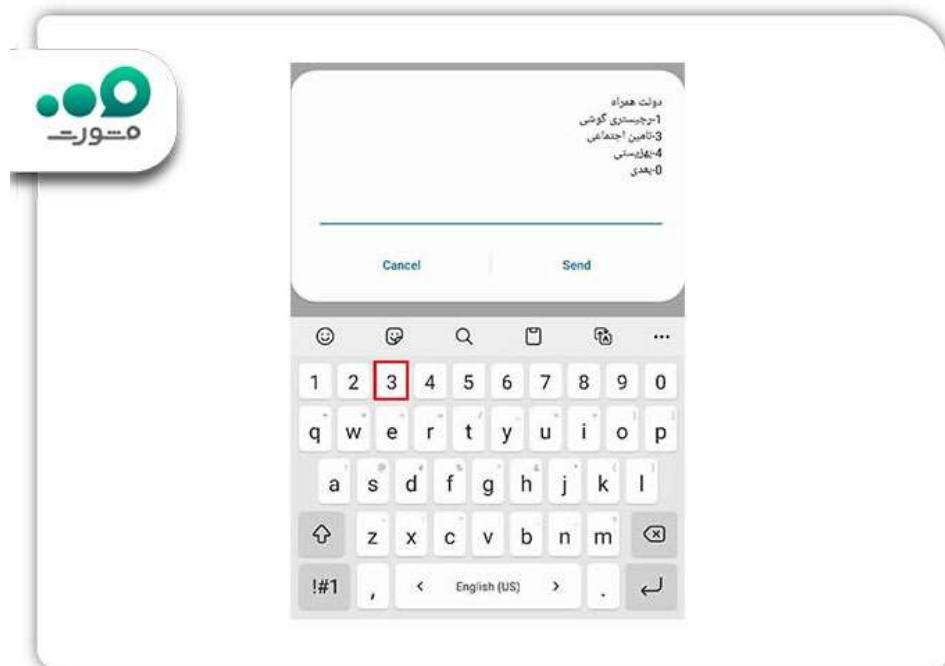 مشورت
دولت همراه
1-رجیستری گوشی
3-تامین اجتماعی
4-بهزیستی
0-بعدی
Cancel Send
1 2 3 4 5 6 7 8 9 0
q w e r t y u i o p
a s d f g h j k l
z x c v b n m
!#1 , < English (US) > .